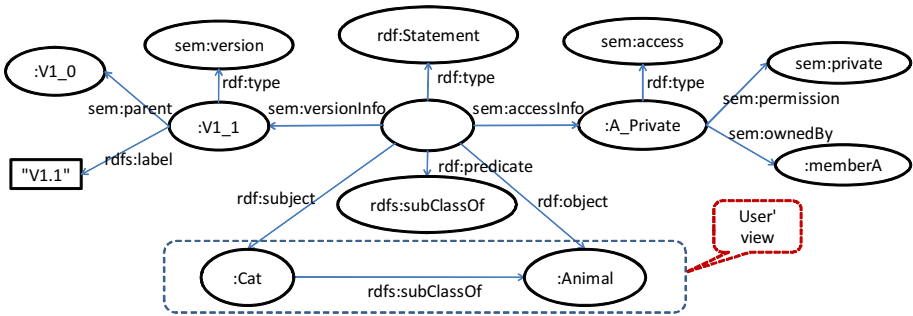 sem:version
rdf:Statement
sem:access
:V1_0
sem:private
rdf:type
rdf:type
rdf:type
sem:parent
sem:versionInfo
sem:accessInfo
sem:permission
:V1_1
:A_Private
sem:ownedBy
rdfs:label
"V1.1"
rdf:predicate
:memberA
rdf:subject
rdfs:subClassOf
rdf:object
User'
view
:Cat
:Animal
rdfs:subClassOf